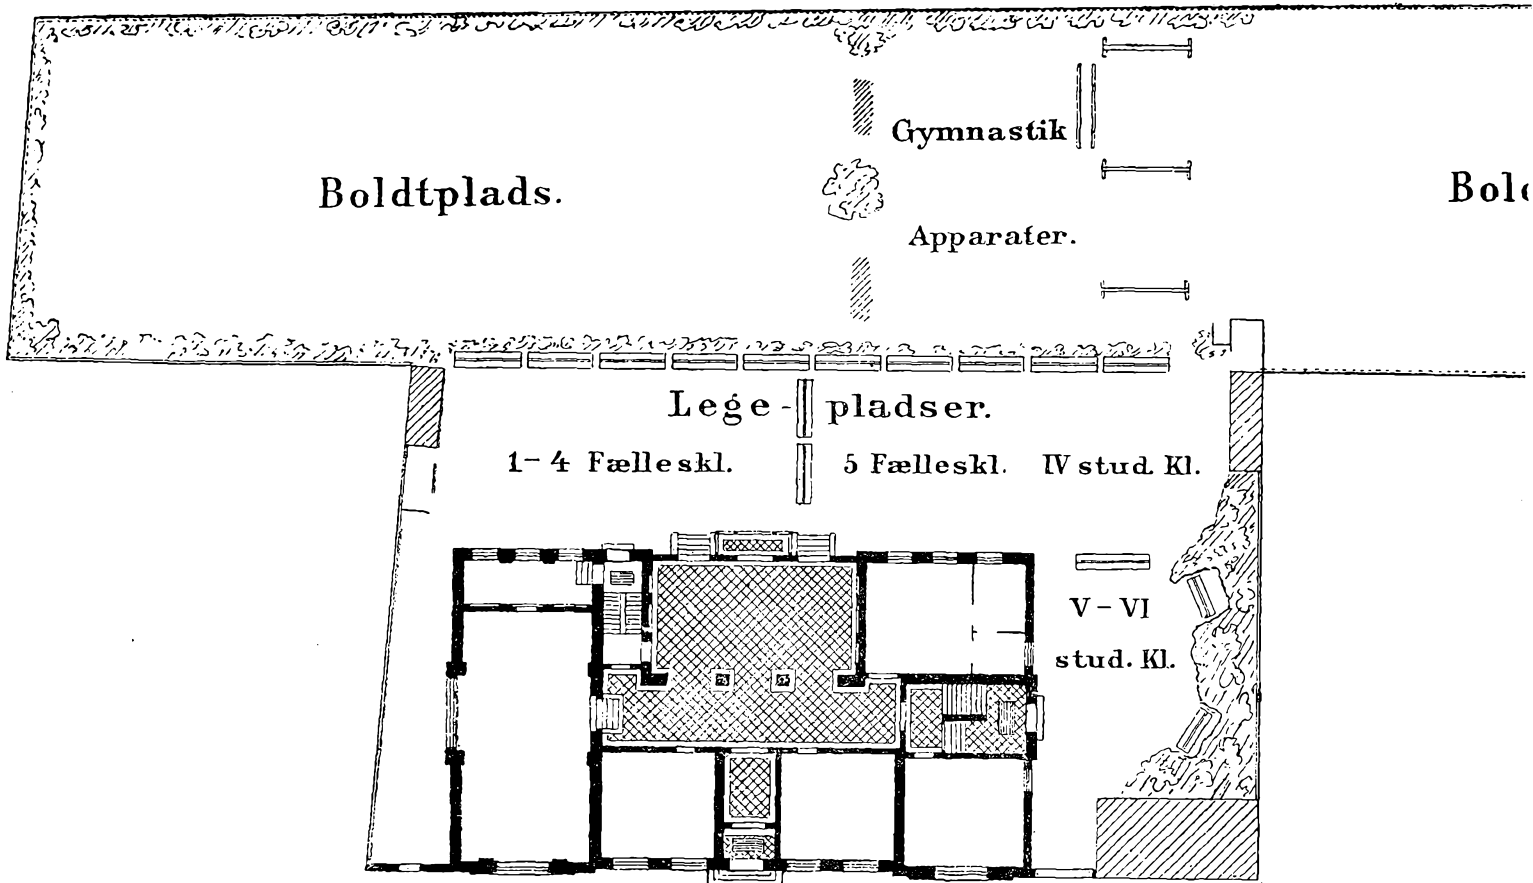 Gymnastik
Boldtplads.
Apparater.
Lege - pladser.
1-4 Fælleskl.
5 Fælleskl. IV stud. Kl.
V-VI
stud. Kl.